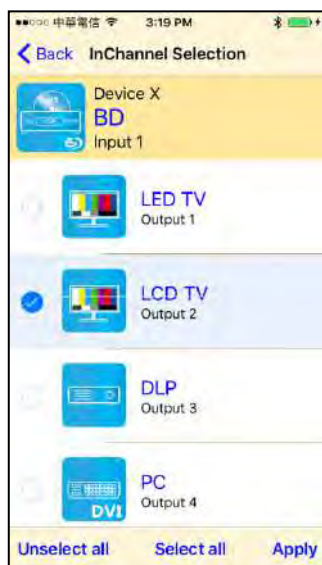 中華電信 3:19 PM
Back InChannel Selection
Device X
BD
Input 1
LED TV
Output 1
LCD TV
Output 2
DLP
Output 3
PC
Output 4
DVI
Unselect all Select all Apply